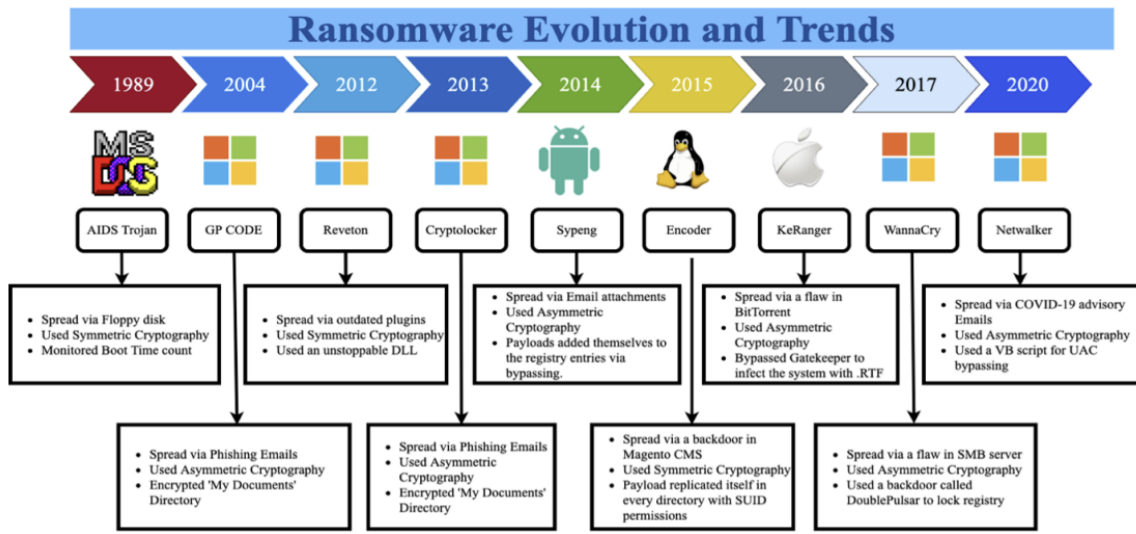 Ransomware Evolution and Trends
1989
2004
2012
2013
2014
2015
2016
2017
2020
MS
DOS
AIDS Trojan
GP CODE
Reveton
Cryptolocker
Sypeng
Encoder
KeRanger
WannaCry
Netwalker
• Spread via Floppy disk
• Used Symmetric Cryptography
• Monitored Boot Time count
• Spread via outdated plugins
• Used Symmetric Cryptography
• Used an unstoppable DLL
• Spread via Email attachments
• Used Asymmetric
Cryptography
• Payloads added themselves to
the registry entries via
bypassing.
• Spread via a flaw in
BitTorrent
• Used Asymmetric
Cryptography
• Bypassed Gatekeeper to
infect the system with .RTF
• Spread via COVID-19 advisory
Emails
• Used Asymmetric Cryptography
• Used a VB script for UAC
bypassing
• Spread via Phishing Emails
• Used Asymmetric Cryptography
• Encrypted 'My Documents'
Directory
• Spread via Phishing Emails
• Used Asymmetric
Cryptography
• Encrypted 'My Documents'
Directory
• Spread via a backdoor in
Magento CMS
• Used Symmetric Cryptography
• Payload replicated itself in
every directory with SUID
permissions
• Spread via a flaw in SMB server
• Used Asymmetric Cryptography
• Used a backdoor called
DoublePulsar to lock registry